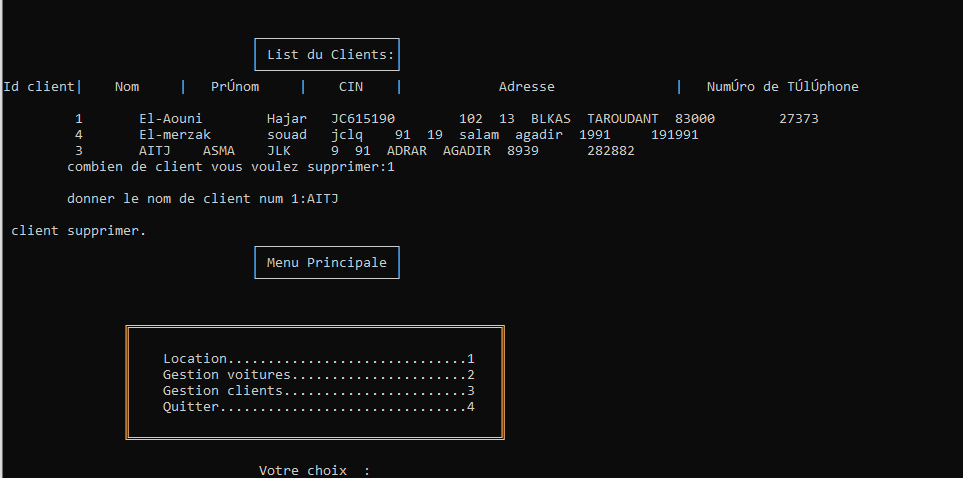 List du Clients:
Id client|    Nom     |   PrÚnom     |    CIN    |            Adresse               |   NumÚro de TÚlÚphone
1       El-Aouni        Hajar   JC615190        102  13  BLKAS  TAROUDANT  83000        27373
4       El-merzak       souad   jclq    91  19  salam  agadir  1991     191991
3       AITJ    ASMA    JLK     9  91  ADRAR  AGADIR  8939      282882
combien de client vous voulez supprimer:1
donner le nom de client num 1:AITJ
client supprimer.
Menu Principale
Location..............................1
Gestion voitures......................2
Gestion clients.......................3
Quitter...............................4
Votre choix  :